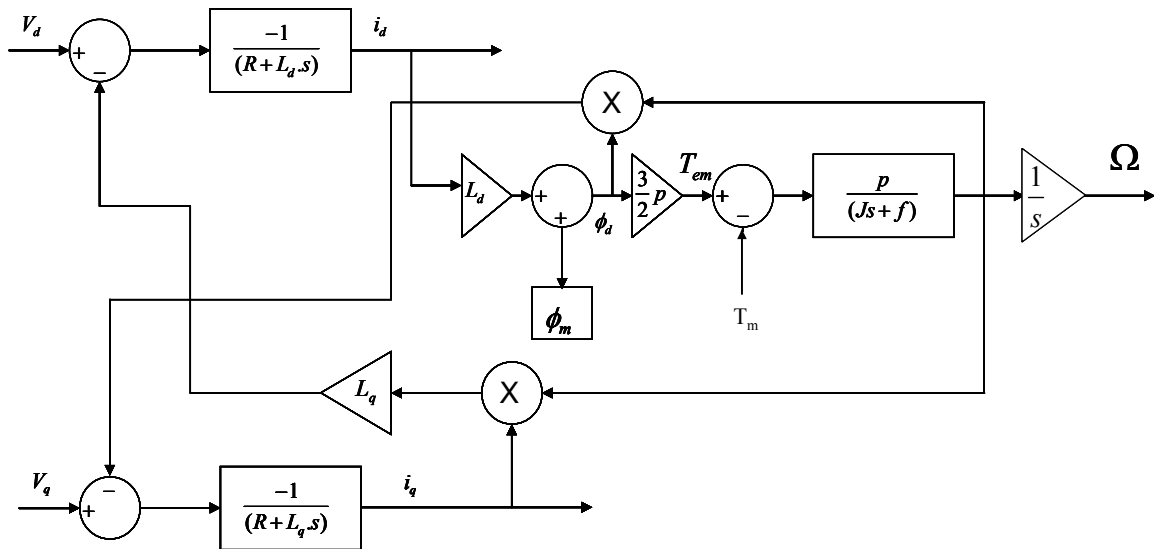 V_d
+
−
−1
(R+L_d.s)
i_d
X
L_d
+
+
ϕ_d
3
2
p
T_em
+
−
p
(Js+f)
1
s
Ω
ϕ_m
T_m
L_q
X
V_q
+
−
−1
(R+L_q.s)
i_q